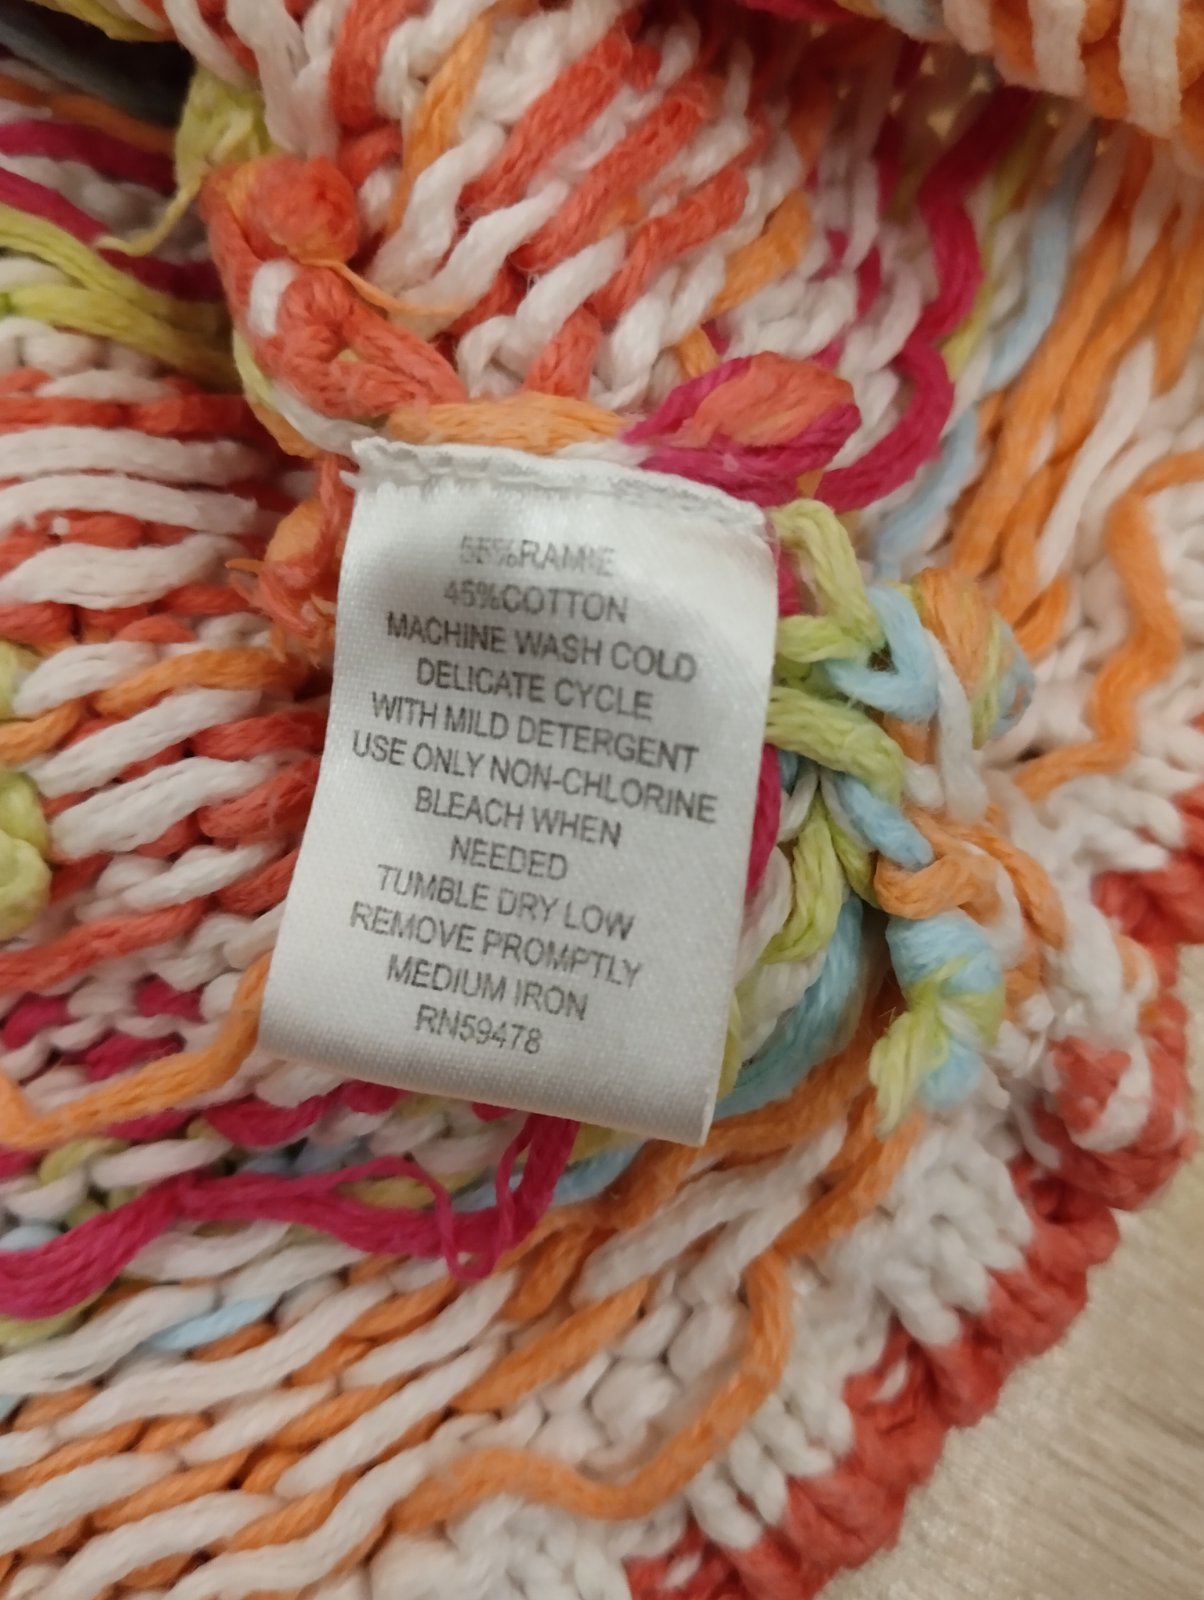 55%RAMIE
45%COTTON
MACHINE WASH COLD
DELICATE CYCLE
WITH MILD DETERGENT
USE ONLY NON-CHLORINE
BLEACH WHEN
NEEDED
TUMBLE DRY LOW
REMOVE PROMPTLY
MEDIUM IRON
RN59478